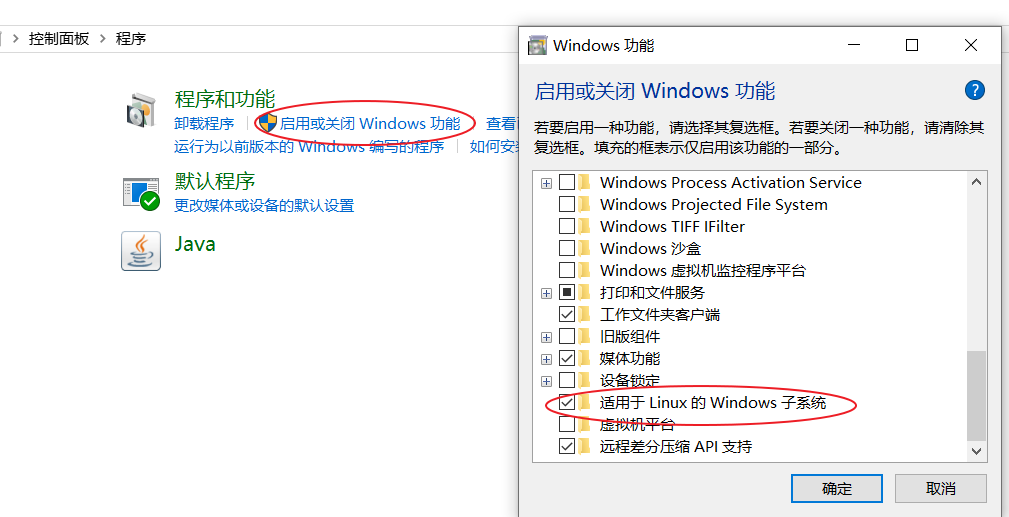 控制面板 > 程序
程序和功能
卸载程序
启用或关闭 Windows 功能
查看
运行为以前版本的 Windows 编写的程序
如何安
默认程序
更改媒体或设备的默认设置
Java
Windows 功能
启用或关闭 Windows 功能
若要启用一种功能，请选择其复选框。若要关闭一种功能，请清除其
复选框。填充的框表示仅启用该功能的一部分。
Windows Process Activation Service
Windows Projected File System
Windows TIFF IFilter
Windows 沙盒
Windows 虚拟机监控程序平台
打印和文件服务
工作文件夹客户端
旧版组件
媒体功能
设备锁定
适用于 Linux 的 Windows 子系统
虚拟机平台
远程差分压缩 API 支持
确定
取消